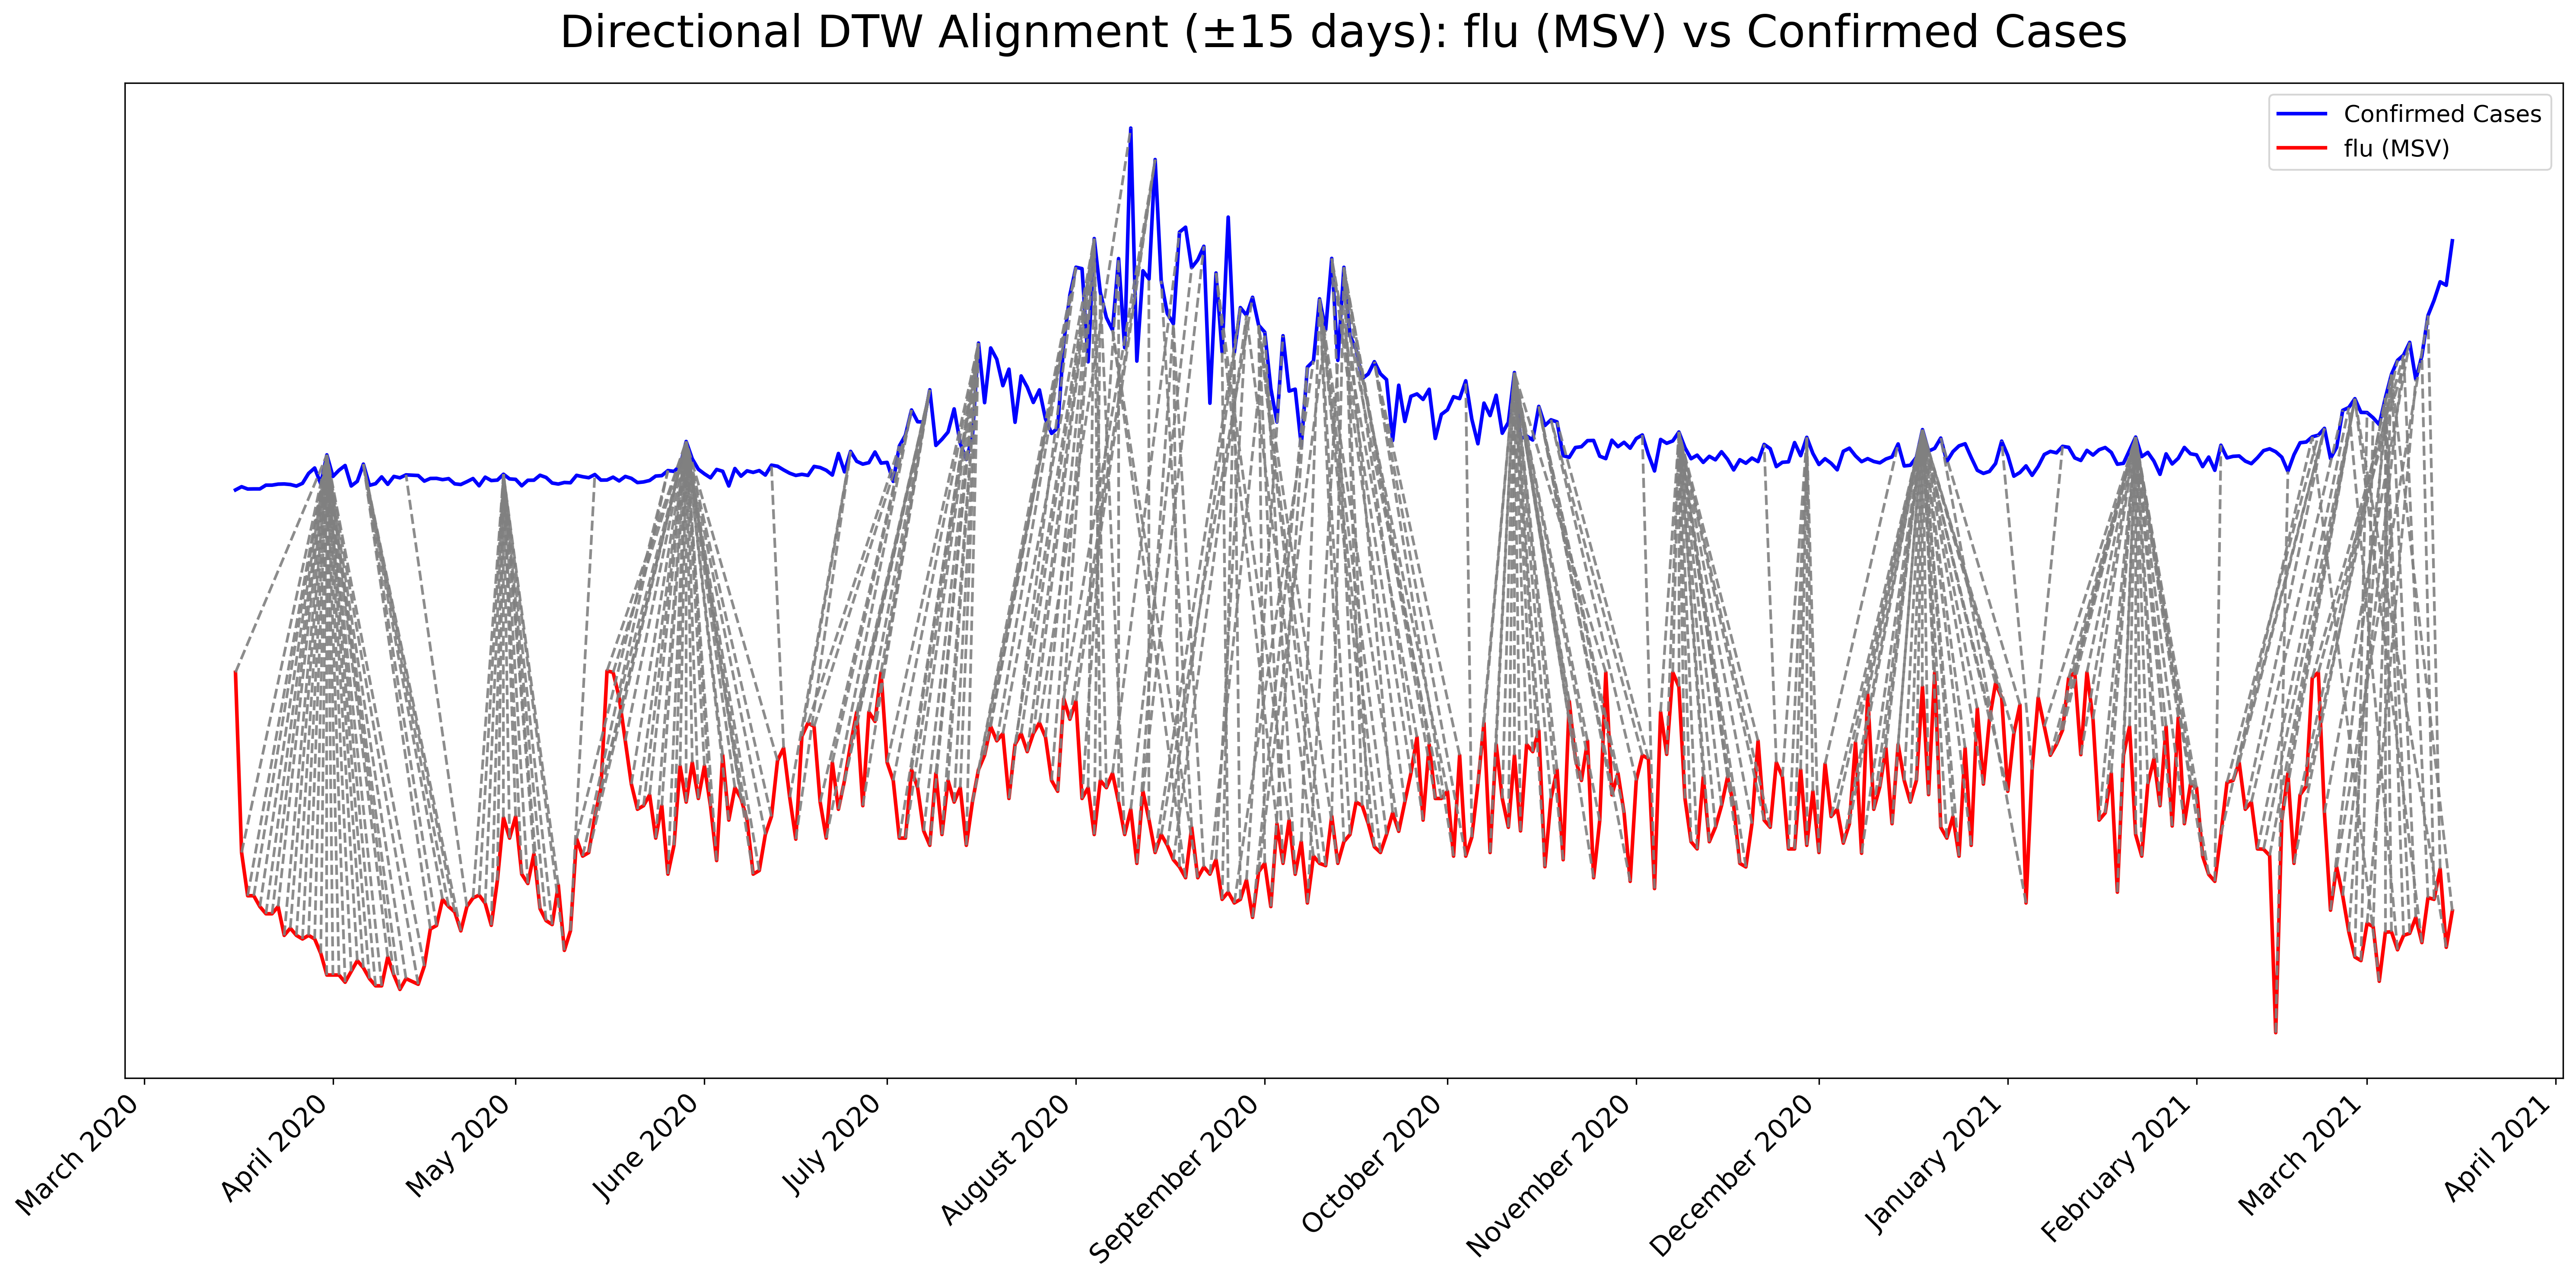 Directional DTW Alignment (±15 days): flu (MSV) vs Confirmed Cases
Confirmed Cases
flu (MSV)
March 2020
April 2020
May 2020
June 2020
July 2020
August 2020
September 2020
October 2020
November 2020
December 2020
January 2021
February 2021
March 2021
April 2021